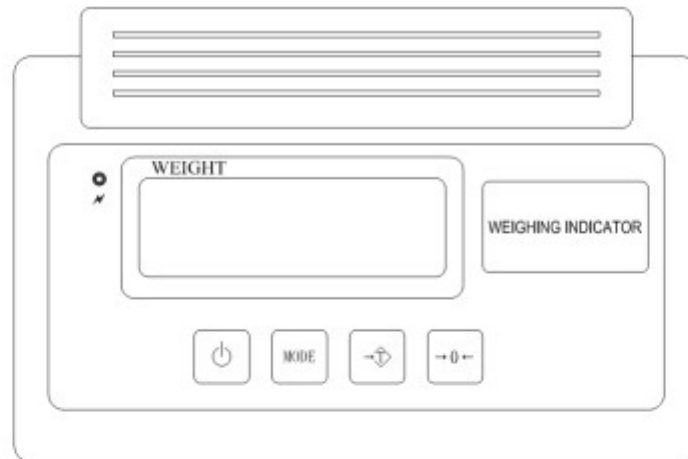 WEIGHT
WEIGHING INDICATOR
MODE →T →0←